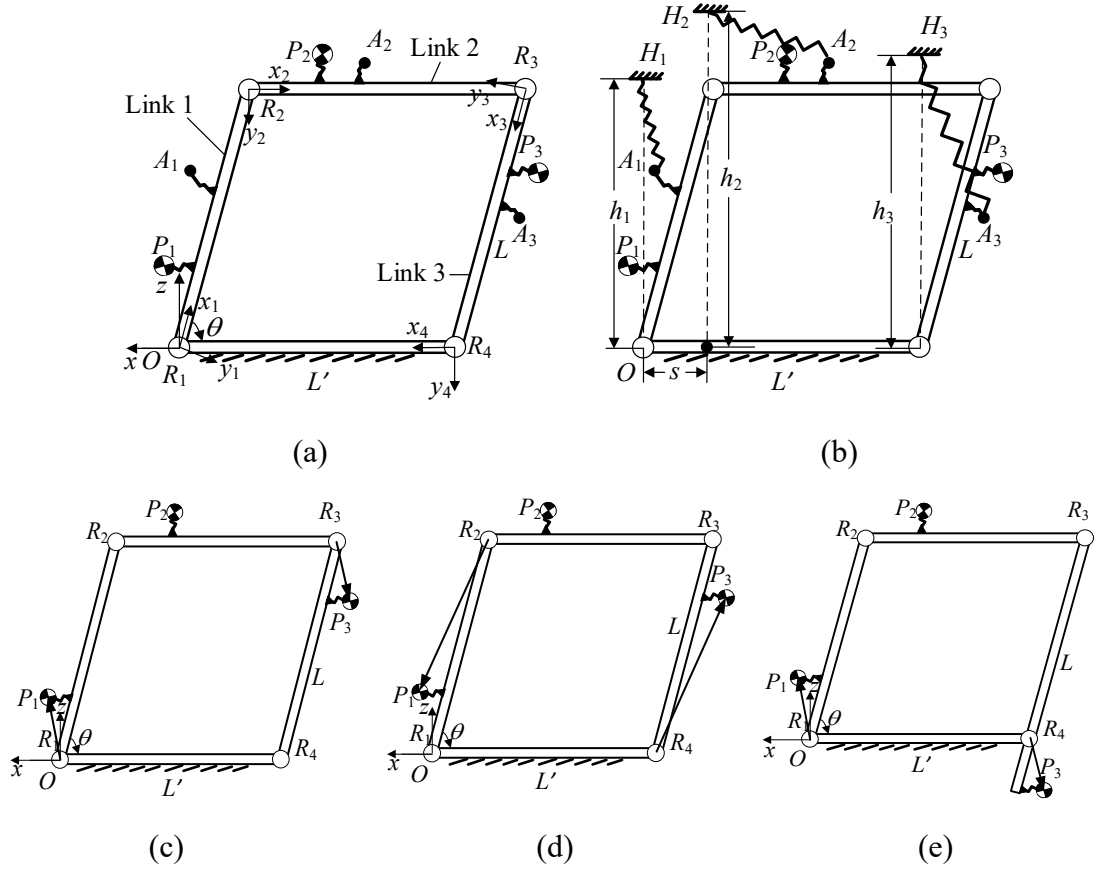 H₂
P₂ A₂ Link 2 R₃ H₁ P₂ A₂ H₃
x₂ y₃
Link 1 R₂ x₃
y₂
P₃ P₃
A₁ A₁ h₂
h₁ h₃
A₃ A₃
P₁ L P₁ L
z Link 3
x₁
θ x₄
x O R₄
R₁ y₁ O s
L′ y₄ L′
(a) (b)
P₂ R₃ P₂ P₂ R₃
R₂ R₂ R₃ R₂
P₃
P₃ L
L L
P₁ z P₁ z P₁ z
R₁ θ R₄ R₁ θ R₄ R₁ θ R₄
x x x
O L′ O L′ O L′ P₃
(c) (d) (e)